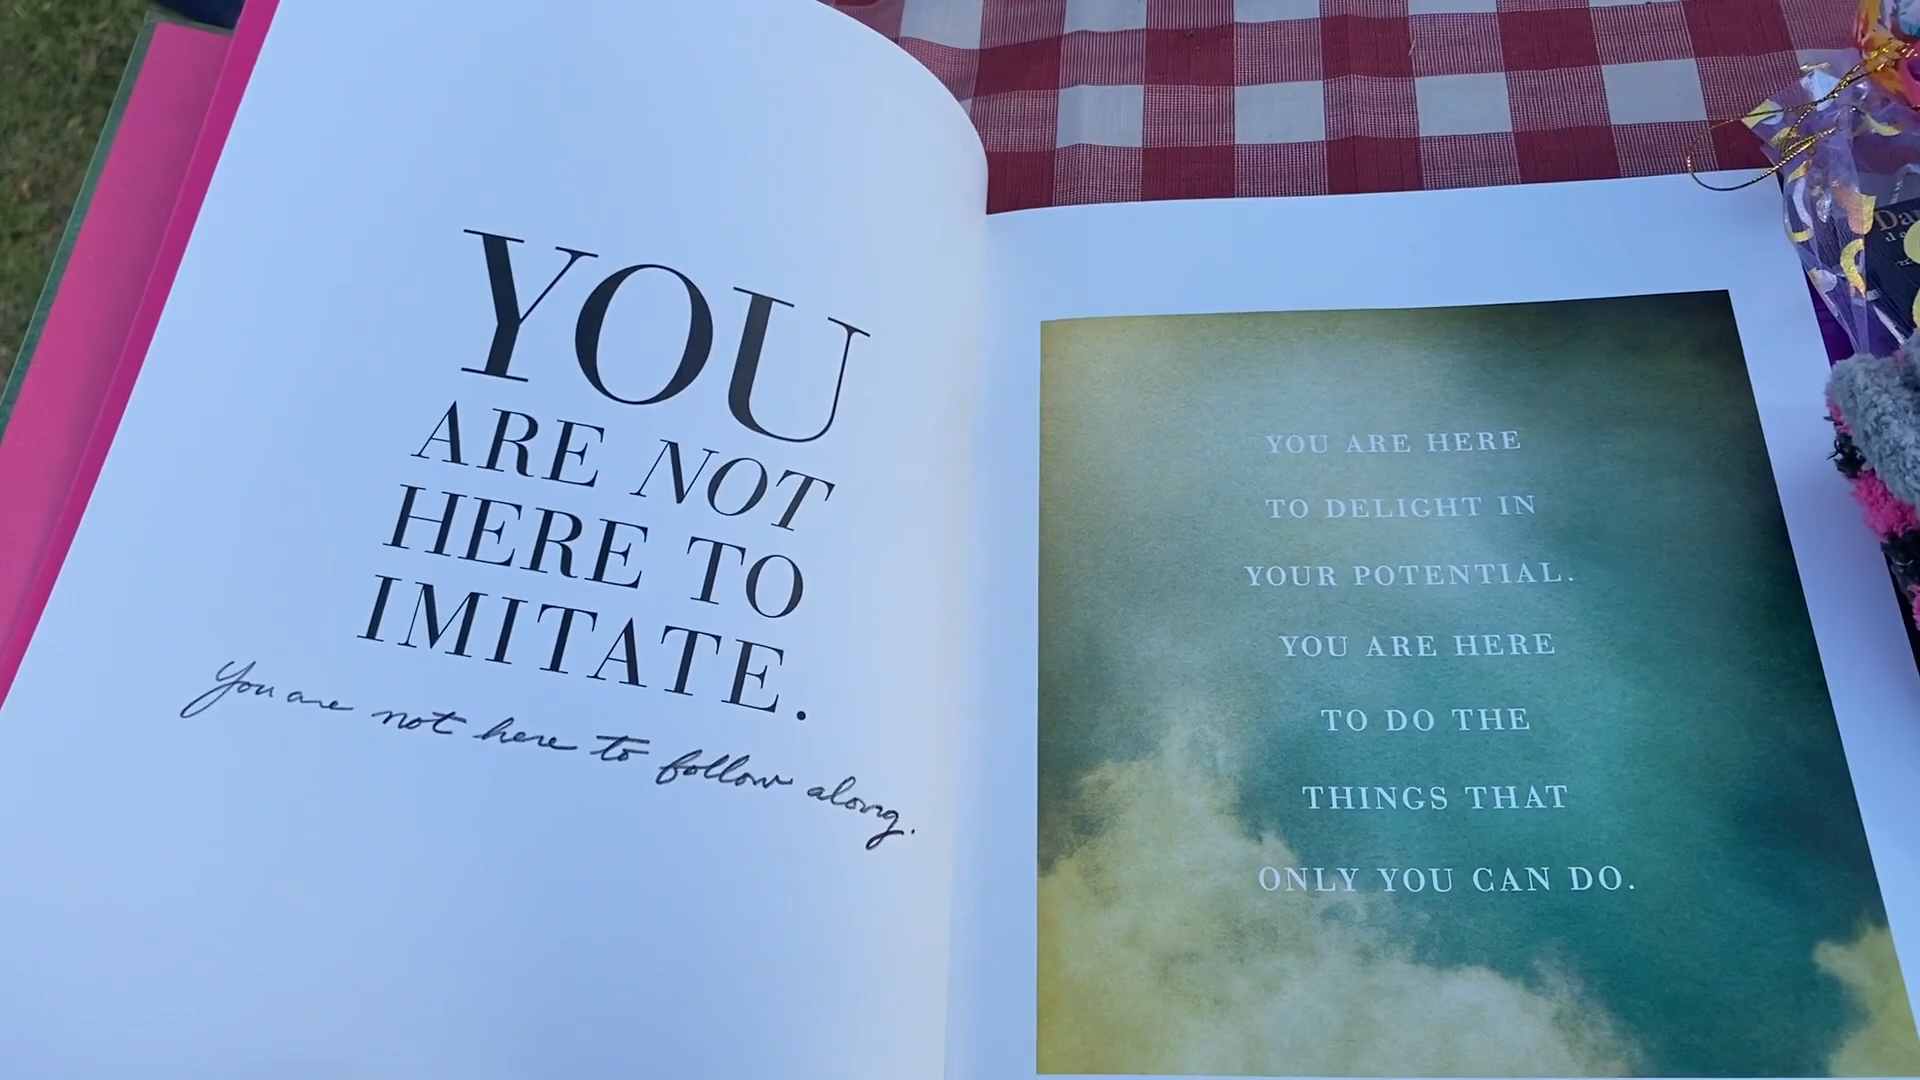 YOU
ARE NOT
HERE TO
IMITATE.
You are not here to follow along.
YOU ARE HERE
TO DELIGHT IN
YOUR POTENTIAL.
YOU ARE HERE
TO DO THE
THINGS THAT
ONLY YOU CAN DO.